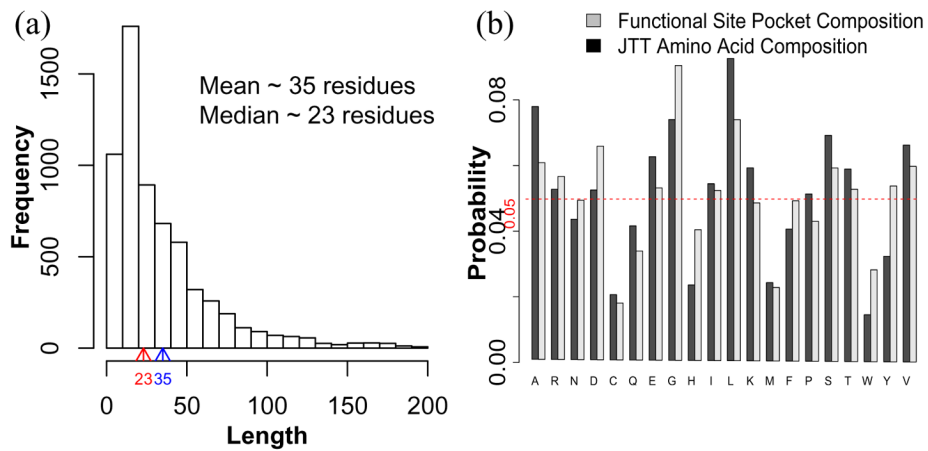 (a)
Mean ~ 35 residues
Median ~ 23 residues
Frequency
1500
1000
500
0
23 35
0 50 100 150 200
Length
(b)
Functional Site Pocket Composition
JTT Amino Acid Composition
Probability
0.08
0.04
0.00
0.05
A R N D C Q E G H I L K M F P S T W Y V